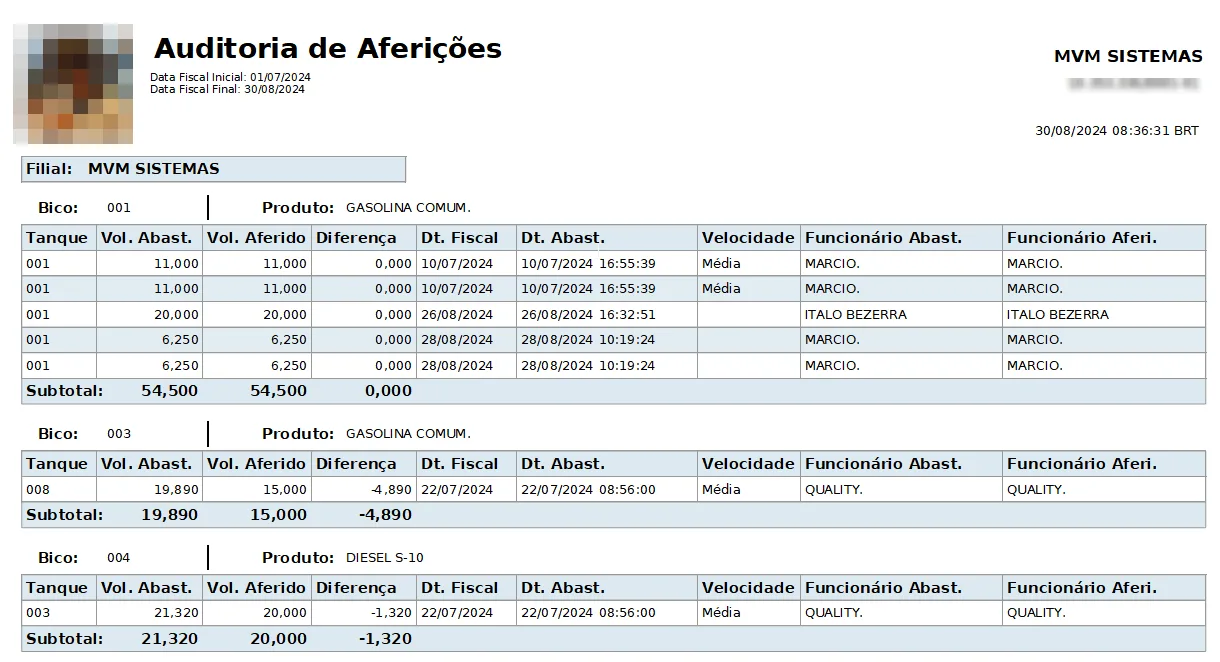 Auditoria de Aferições
Data Fiscal Inicial: 01/07/2024
Data Fiscal Final: 30/08/2024
MVM SISTEMAS
30/08/2024 08:36:31 BRT
Filial: MVM SISTEMAS
Bico: 001 Produto: GASOLINA COMUM.
Tanque Vol. Abast. Vol. Aferido Diferença Dt. Fiscal Dt. Abast. Velocidade Funcionário Abast. Funcionário Aferi.
001 11,000 11,000 0,000 10/07/2024 10/07/2024 16:55:39 Média MARCIO. MARCIO.
001 11,000 11,000 0,000 10/07/2024 10/07/2024 16:55:39 Média MARCIO. MARCIO.
001 20,000 20,000 0,000 26/08/2024 26/08/2024 16:32:51 ITALO BEZERRA ITALO BEZERRA
001 6,250 6,250 0,000 28/08/2024 28/08/2024 10:19:24 MARCIO. MARCIO.
001 6,250 6,250 0,000 28/08/2024 28/08/2024 10:19:24 MARCIO. MARCIO.
Subtotal: 54,500 54,500 0,000
Bico: 003 Produto: GASOLINA COMUM.
Tanque Vol. Abast. Vol. Aferido Diferença Dt. Fiscal Dt. Abast. Velocidade Funcionário Abast. Funcionário Aferi.
008 19,890 15,000 -4,890 22/07/2024 22/07/2024 08:56:00 Média QUALITY. QUALITY.
Subtotal: 19,890 15,000 -4,890
Bico: 004 Produto: DIESEL S-10
Tanque Vol. Abast. Vol. Aferido Diferença Dt. Fiscal Dt. Abast. Velocidade Funcionário Abast. Funcionário Aferi.
003 21,320 20,000 -1,320 22/07/2024 22/07/2024 08:56:00 Média QUALITY. QUALITY.
Subtotal: 21,320 20,000 -1,320